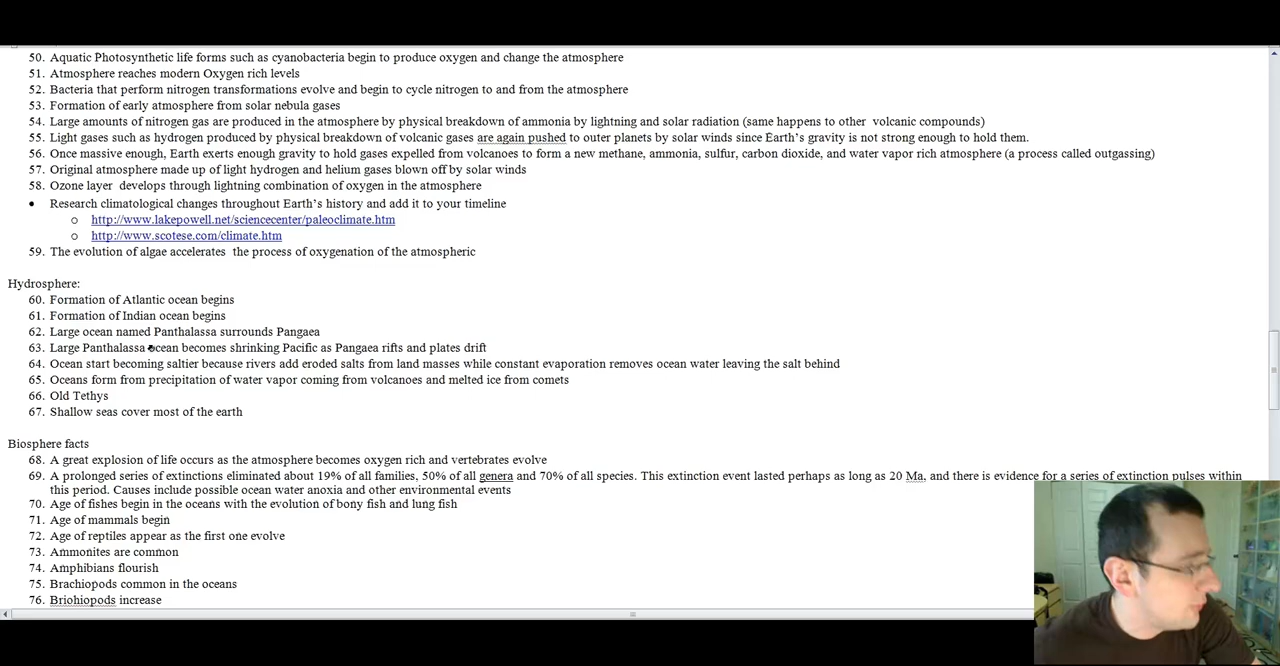 50. Aquatic Photosynthetic life forms such as cyanobacteria begin to produce oxygen and change the atmosphere
51. Atmosphere reaches modern Oxygen rich levels
52. Bacteria that perform nitrogen transformations evolve and begin to cycle nitrogen to and from the atmosphere
53. Formation of early atmosphere from solar nebula gases
54. Large amounts of nitrogen gas are produced in the atmosphere by physical breakdown of ammonia by lightning and solar radiation (same happens to other  volcanic compounds)
55. Light gases such as hydrogen produced by physical breakdown of volcanic gases are again pushed to outer planets by solar winds since Earth's gravity is not strong enough to hold them.
56. Once massive enough, Earth exerts enough gravity to hold gases expelled from volcanoes to form a new methane, ammonia, sulfur, carbon dioxide, and water vapor rich atmosphere (a process called outgassing)
57. Original atmosphere made up of light hydrogen and helium gases blown off by solar winds
58. Ozone layer  develops through lightning combination of oxygen in the atmosphere
• Research climatological changes throughout Earth's history and add it to your timeline
o http://www.lakepowell.net/sciencecenter/paleoclimate.htm
o http://www.scotese.com/climate.htm
59. The evolution of algae accelerates  the process of oxygenation of the atmospheric
Hydrosphere:
60. Formation of Atlantic ocean begins
61. Formation of Indian ocean begins
62. Large ocean named Panthalassa surrounds Pangaea
63. Large Panthalassa ocean becomes shrinking Pacific as Pangaea rifts and plates drift
64. Ocean start becoming saltier because rivers add eroded salts from land masses while constant evaporation removes ocean water leaving the salt behind
65. Oceans form from precipitation of water vapor coming from volcanoes and melted ice from comets
66. Old Tethys
67. Shallow seas cover most of the earth
Biosphere facts
68. A great explosion of life occurs as the atmosphere becomes oxygen rich and vertebrates evolve
69. A prolonged series of extinctions eliminated about 19% of all families, 50% of all genera and 70% of all species. This extinction event lasted perhaps as long as 20 Ma, and there is evidence for a series of extinction pulses within
this period. Causes include possible ocean water anoxia and other environmental events
70. Age of fishes begin in the oceans with the evolution of bony fish and lung fish
71. Age of mammals begin
72. Age of reptiles appear as the first one evolve
73. Ammonites are common
74. Amphibians flourish
75. Brachiopods common in the oceans
76. Briohiopods increase